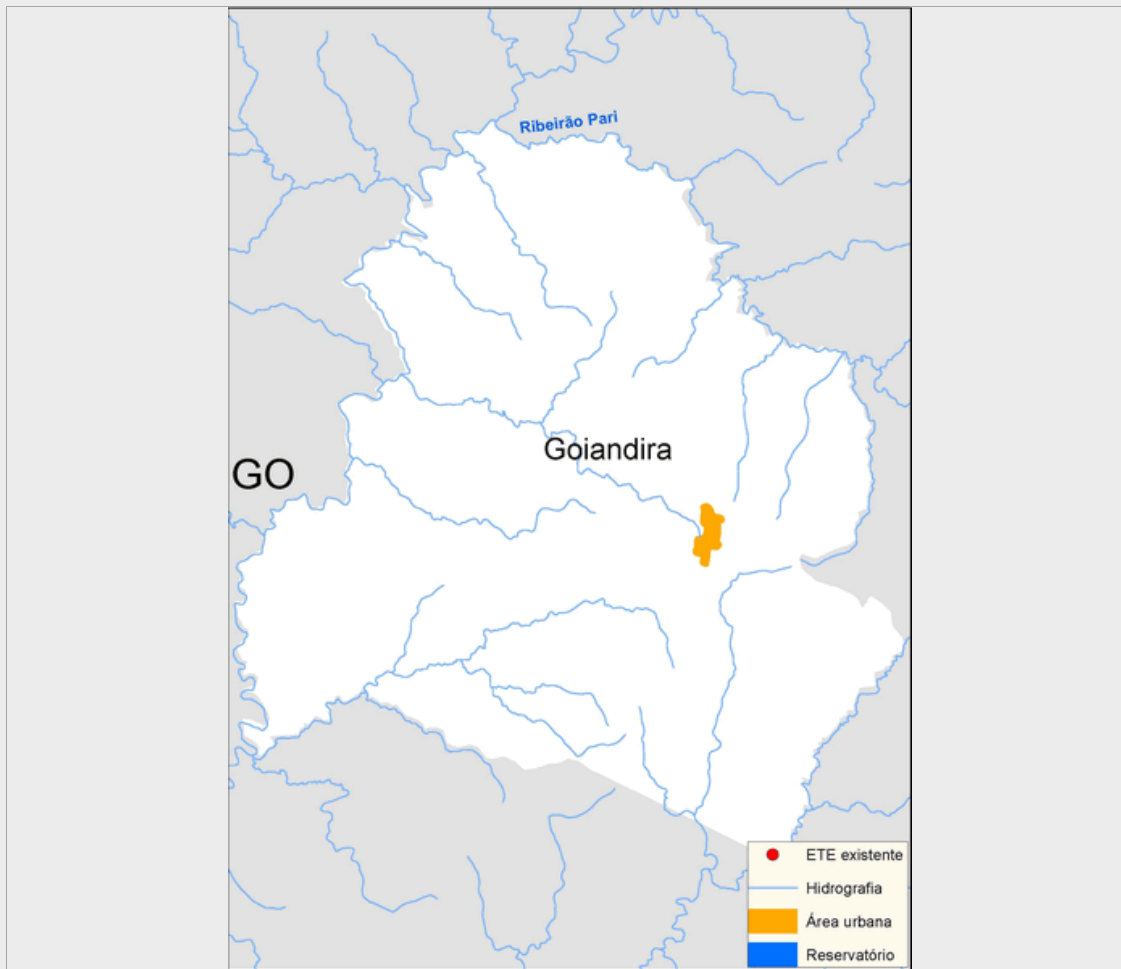 Ribeirão Pari
Goiandira
GO
ETE existente
Hidrografia
Área urbana
Reservatório